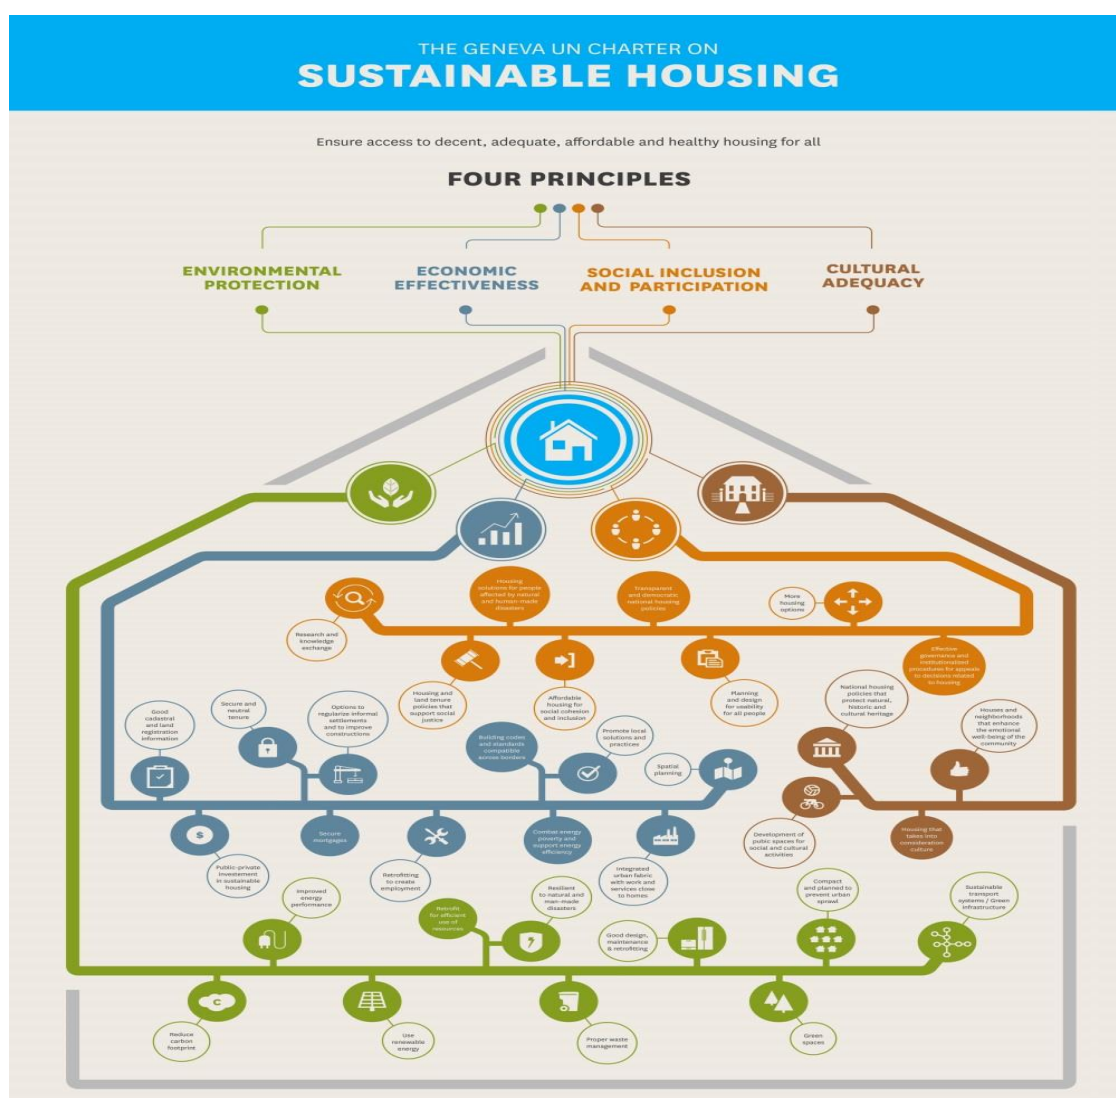 THE GENEVA UN CHARTER ON
SUSTAINABLE HOUSING
Ensure access to decent, adequate, affordable and healthy housing for all
FOUR PRINCIPLES
ENVIRONMENTAL
PROTECTION
ECONOMIC
EFFECTIVENESS
SOCIAL INCLUSION
AND PARTICIPATION
CULTURAL
ADEQUACY
Housing
solutions for people
affected by natural
and human-made
disasters
Transparent
and democratic
national housing
policies
More
housing
options
Research and
knowledge
exchange
Housing and
land tenure
policies that
support social
justice
Affordable
housing for
social cohesion
and inclusion
Planning
and design
for usability
for all people
Effective
governance and
institutionalized
procedures for appeals
to decisions related
to housing
Good
cadastral
and land
registration
information
Secure and
neutral
tenure
Options to
regularize informal
settlements
and to improve
constructions
Building codes
and standards
compatible
across borders
Promote local
solutions and
practices
Spatial
planning
National housing
policies that
protect natural,
historic and
cultural heritage
Houses and
neighborhoods
that enhance
the emotional
well-being of the
community
$
Public-private
investement
in sustainable
housing
Secure
mortgages
Retrofitting
to create
employment
Combat energy
poverty and
support energy
efficiency
Integrated
urban fabric
with work and
services close
to homes
Development of
public spaces for
social and cultural
activities
Housing that
takes into
consideration
culture
Improved
energy
performance
Retrofit
for efficient
use of
resources
Resilient
to natural and
man-made
disasters
Good design,
maintenance
& retrofitting
Compact
and planned to
prevent urban
sprawl
Sustainable
transport
systems / Green
infrastructure
C
Reduce
carbon
footprint
Use
renewable
energy
Proper waste
management
Green
spaces